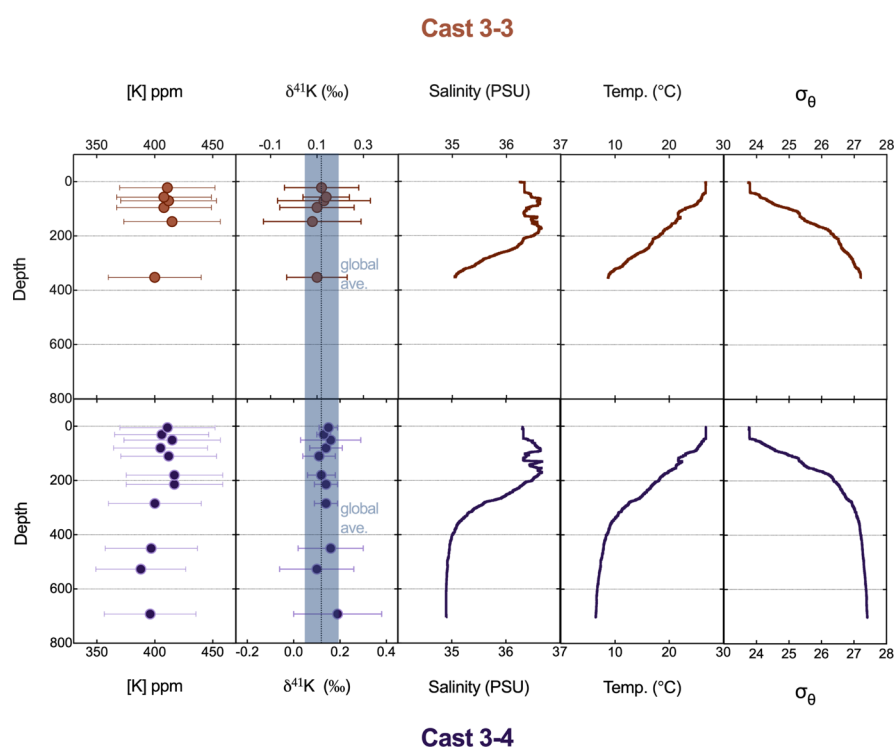 Cast 3-3
[K] ppm δ⁴¹K (‰) Salinity (PSU) Temp. (°C) σθ
350 400 450 -0.1 0.1 0.3 35 36 37 10 20 30 24 25 26 27 28
0
200
global
ave.
Depth
400
600
800
0
200
global
ave.
Depth
400
600
800
350 400 450 -0.2 0.0 0.2 0.4 35 36 37 10 20 30 24 25 26 27 28
[K] ppm δ⁴¹K (‰) Salinity (PSU) Temp. (°C) σθ
Cast 3-4